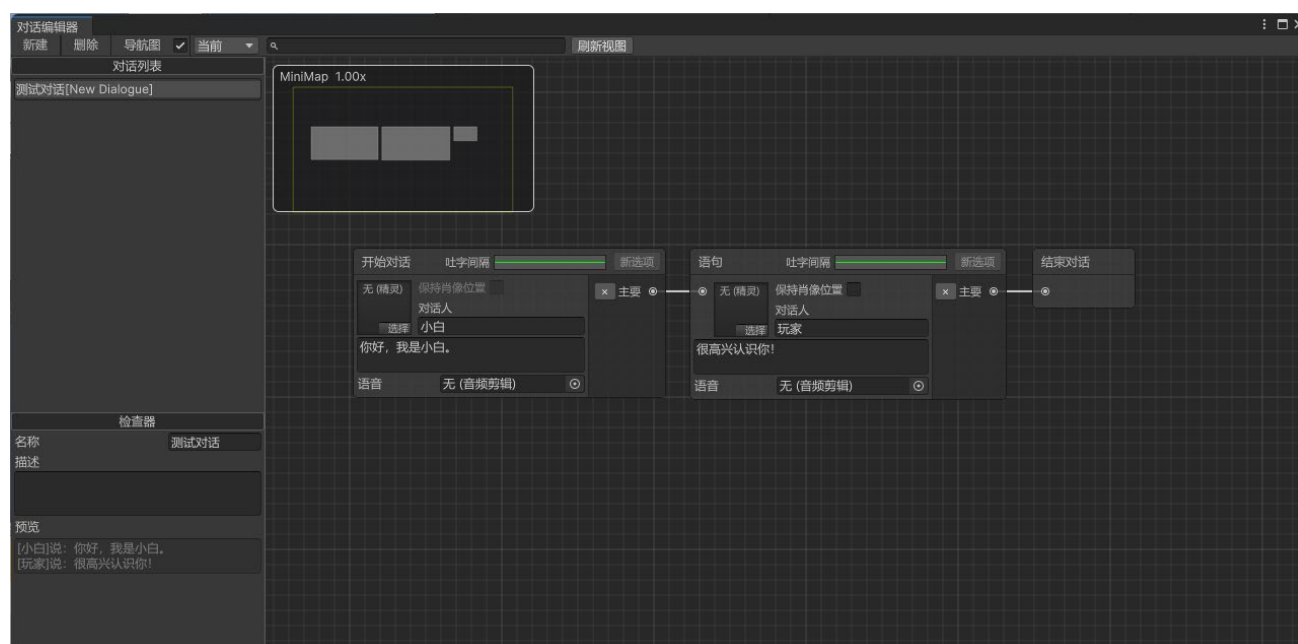 对话编辑器
新建 删除 导航图 当前 刷新视图
对话列表
测试对话[New Dialogue]
MiniMap 1.00x
开始对话 吐字间隔 新选项
无 (精灵) 保持肖像位置
主要
对话人
选择 小白
你好，我是小白。
语音 无 (音频剪辑)
语句 吐字间隔 新选项
无 (精灵) 保持肖像位置
主要
对话人
选择 玩家
很高兴认识你!
语音 无 (音频剪辑)
结束对话
检查器
名称 测试对话
描述
预览
[小白]说：你好，我是小白。
[玩家]说：很高兴认识你!